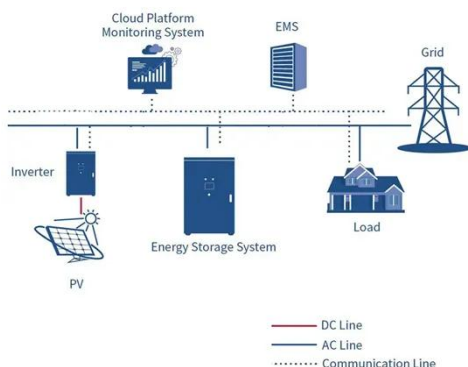 Cloud Platform
Monitoring System
EMS
Grid
Inverter
Energy Storage System
Load
PV
DC Line
AC Line
Communication Line